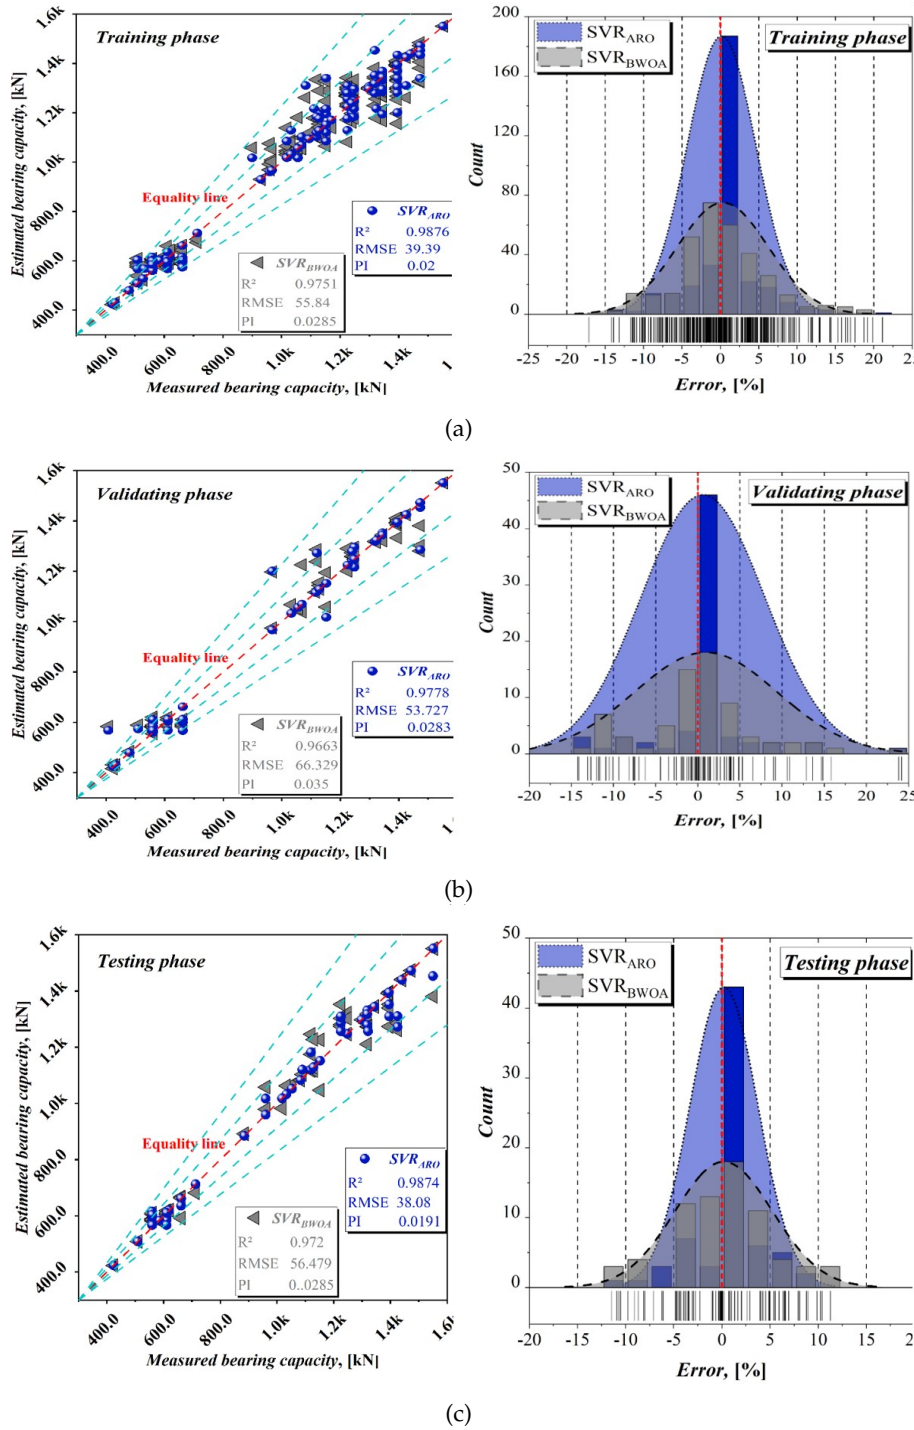 Training phase
Estimated bearing capacity, [kN]
1.6k
1.4k
1.2k
1.0k
800.0
600.0
400.0
Equality line
SVR_ARO
R² 0.9876
RMSE 39.39
PI 0.02
SVR_BWOA
R² 0.9751
RMSE 55.84
PI 0.0285
400.0 600.0 800.0 1.0k 1.2k 1.4k 1
Measured bearing capacity, [kN]
Training phase
SVR_ARO
SVR_BWOA
Count
200
160
120
80
40
0
-25 -20 -15 -10 -5 0 5 10 15 20 25
Error, [%]
(a)
Validating phase
Estimated bearing capacity, [kN]
1.6k
1.4k
1.2k
1.0k
800.0
600.0
400.0
Equality line
SVR_ARO
R² 0.9778
RMSE 53.727
PI 0.0283
SVR_BWOA
R² 0.9663
RMSE 66.329
PI 0.035
400.0 600.0 800.0 1.0k 1.2k 1.4k 1
Measured bearing capacity, [kN]
Validating phase
SVR_ARO
SVR_BWOA
Count
50
40
30
20
10
0
-20 -15 -10 -5 0 5 10 15 20 25
Error, [%]
(b)
Testing phase
Estimated bearing capacity, [kN]
1.6k
1.4k
1.2k
1.0k
800.0
600.0
400.0
Equality line
SVR_ARO
R² 0.9874
RMSE 38.08
PI 0.0191
SVR_BWOA
R² 0.972
RMSE 56.479
PI 0..0285
400.0 600.0 800.0 1.0k 1.2k 1.4k 1.6k
Measured bearing capacity, [kN]
Testing phase
SVR_ARO
SVR_BWOA
Count
50
40
30
20
10
0
-20 -15 -10 -5 0 5 10 15 20
Error, [%]
(c)